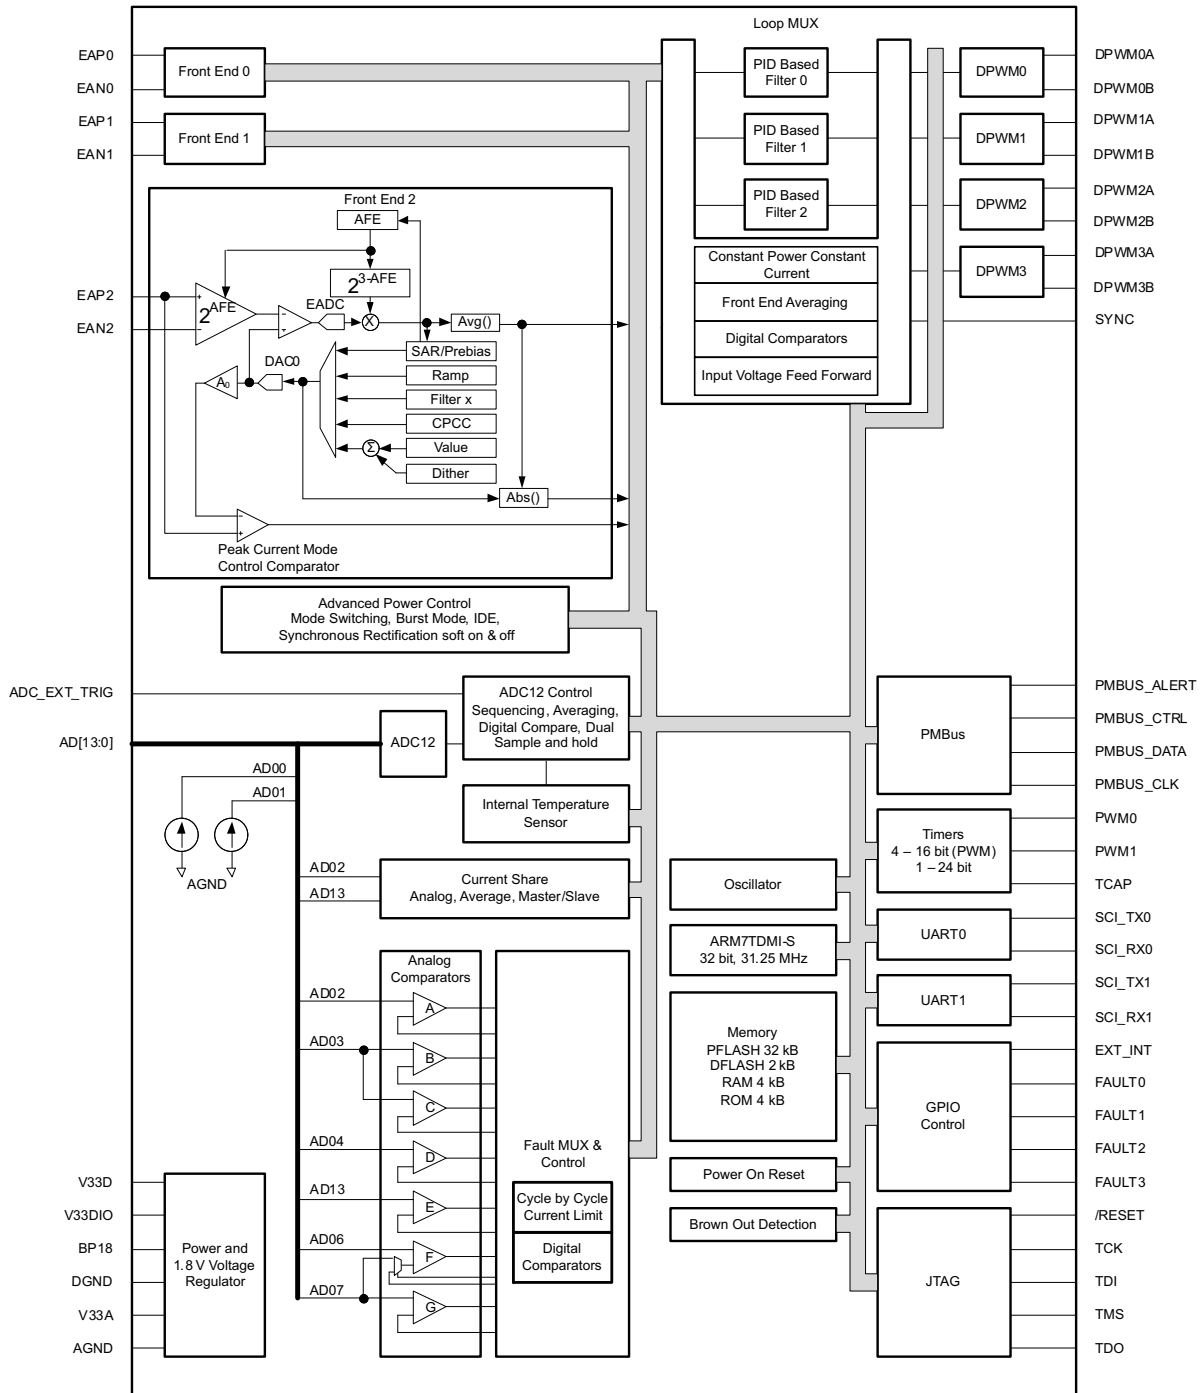 Loop MUX
EAP0
EAN0
EAP1
EAN1
Front End 0
Front End 1
PID Based
Filter 0
PID Based
Filter 1
PID Based
Filter 2
DPWM0
DPWM1
DPWM2
DPWM3
DPWM0A
DPWM0B
DPWM1A
DPWM1B
DPWM2A
DPWM2B
DPWM3A
DPWM3B
SYNC
Constant Power Constant
Current
Front End Averaging
Digital Comparators
Input Voltage Feed Forward
Front End 2
AFE
2^3-AFE
EAP2
EAN2
+
-
2^AFE
-
+
EADC
X
Avg()
SAR/Prebias
Ramp
Filter x
CPCC
Value
Dither
Σ
DAC0
A0
Abs()
-
+
Peak Current Mode
Control Comparator
Advanced Power Control
Mode Switching, Burst Mode, IDE,
Synchronous Rectification soft on & off
ADC_EXT_TRIG
AD[13:0]
ADC12
ADC12 Control
Sequencing, Averaging,
Digital Compare, Dual
Sample and hold
AD00
AD01
AGND
Internal Temperature
Sensor
AD02
AD13
Current Share
Analog, Average, Master/Slave
Analog
Comparators
AD02
AD03
AD04
AD13
AD06
AD07
A
B
C
D
E
F
G
Fault MUX &
Control
Cycle by Cycle
Current Limit
Digital
Comparators
V33D
V33DIO
BP18
DGND
V33A
AGND
Power and
1.8 V Voltage
Regulator
Oscillator
ARM7TDMI-S
32 bit, 31.25 MHz
Memory
PFLASH 32 kB
DFLASH 2 kB
RAM 4 kB
ROM 4 kB
Power On Reset
Brown Out Detection
PMBus
Timers
4 – 16 bit (PWM)
1 – 24 bit
UART0
UART1
GPIO
Control
JTAG
PMBUS_ALERT
PMBUS_CTRL
PMBUS_DATA
PMBUS_CLK
PWM0
PWM1
TCAP
SCI_TX0
SCI_RX0
SCI_TX1
SCI_RX1
EXT_INT
FAULT0
FAULT1
FAULT2
FAULT3
/RESET
TCK
TDI
TMS
TDO